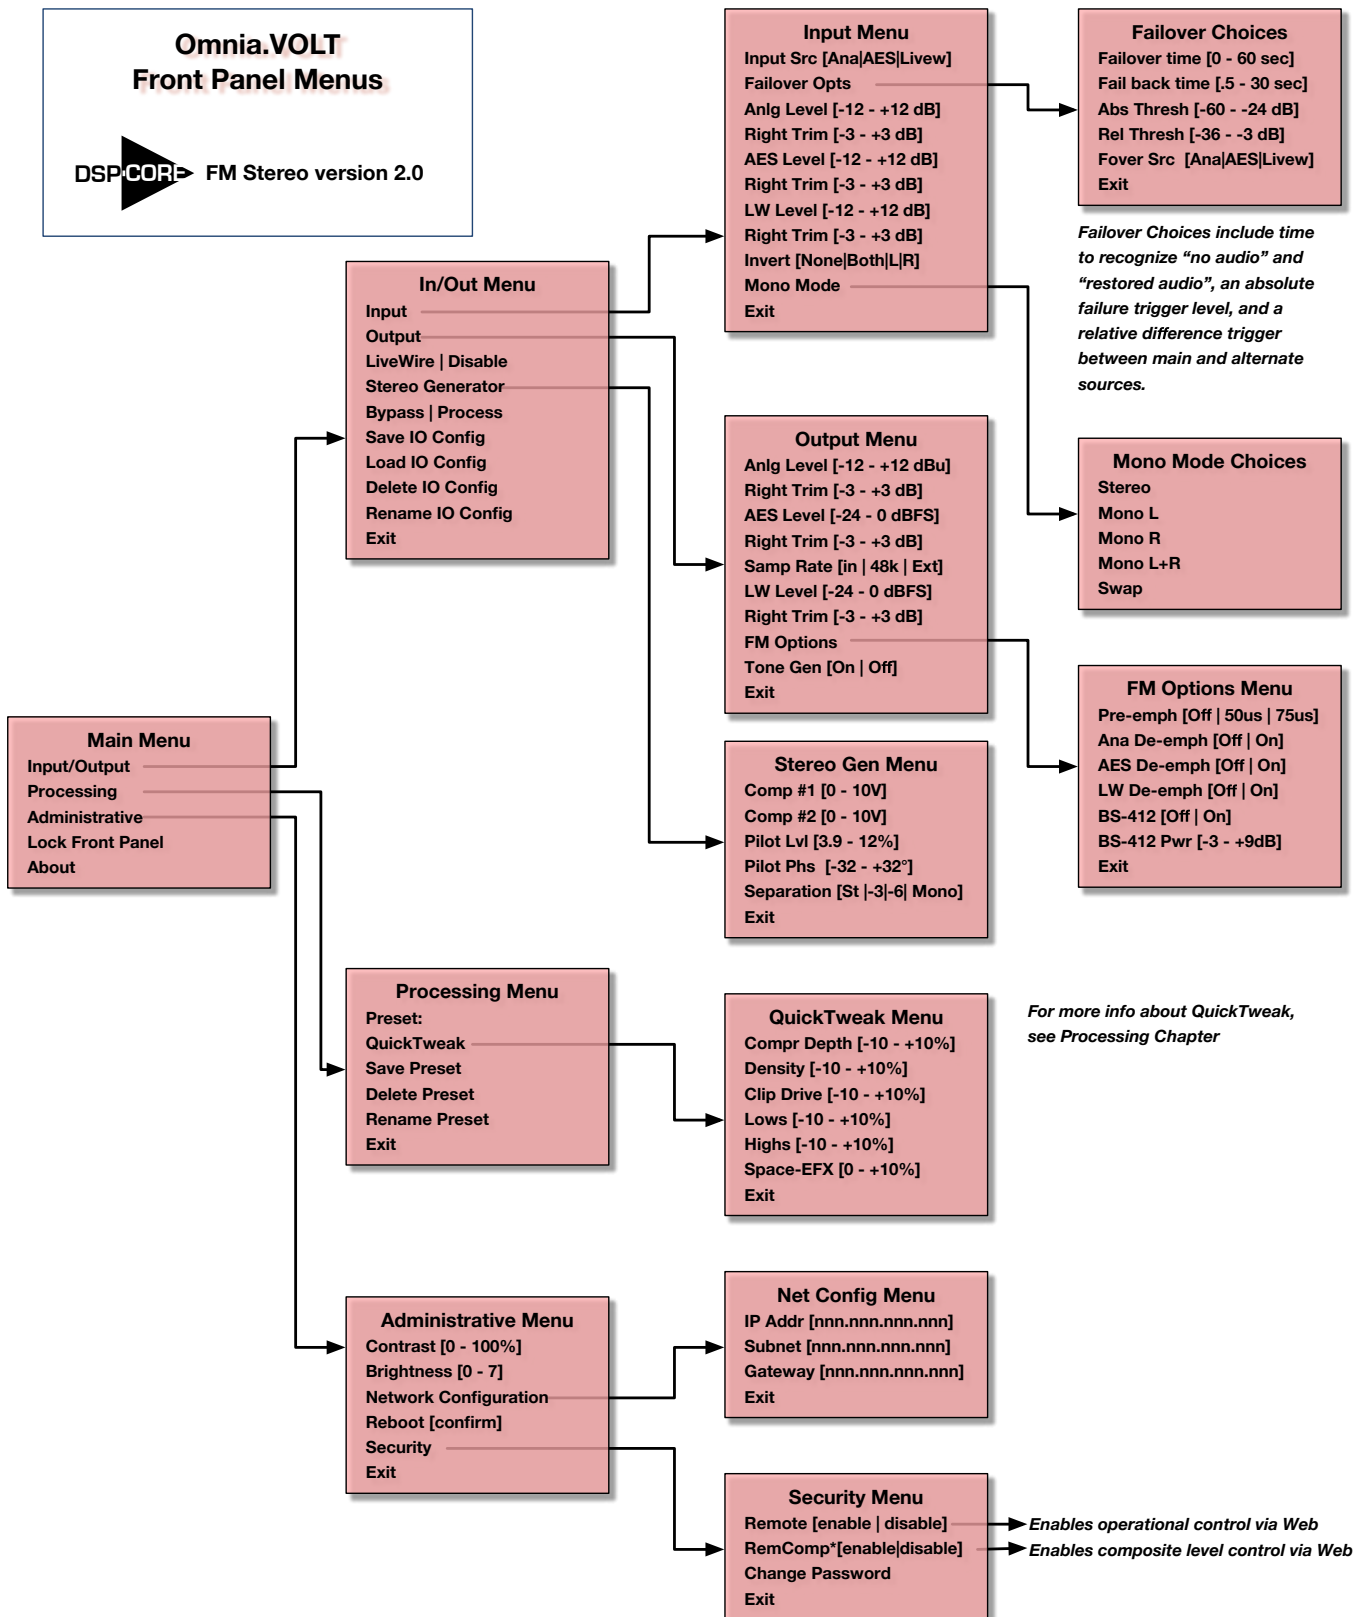 Omnia.VOLT
Front Panel Menus
DSP CORE
FM Stereo version 2.0
Main Menu
Input/Output
Processing
Administrative
Lock Front Panel
About
In/Out Menu
Input
Output
LiveWire | Disable
Stereo Generator
Bypass | Process
Save IO Config
Load IO Config
Delete IO Config
Rename IO Config
Exit
Processing Menu
Preset:
QuickTweak
Save Preset
Delete Preset
Rename Preset
Exit
Administrative Menu
Contrast [0 - 100%]
Brightness [0 - 7]
Network Configuration
Reboot [confirm]
Security
Exit
Input Menu
Input Src [Ana|AES|Livew]
Failover Opts
Anlg Level [-12 - +12 dB]
Right Trim [-3 - +3 dB]
AES Level [-12 - +12 dB]
Right Trim [-3 - +3 dB]
LW Level [-12 - +12 dB]
Right Trim [-3 - +3 dB]
Invert [None|Both|L|R]
Mono Mode
Exit
Output Menu
Anlg Level [-12 - +12 dBu]
Right Trim [-3 - +3 dB]
AES Level [-24 - 0 dBFS]
Right Trim [-3 - +3 dB]
Samp Rate [in | 48k | Ext]
LW Level [-24 - 0 dBFS]
Right Trim [-3 - +3 dB]
FM Options
Tone Gen [On | Off]
Exit
Stereo Gen Menu
Comp #1 [0 - 10V]
Comp #2 [0 - 10V]
Pilot Lvl [3.9 - 12%]
Pilot Phs [-32 - +32°]
Separation [St |-3|-6| Mono]
Exit
QuickTweak Menu
Compr Depth [-10 - +10%]
Density [-10 - +10%]
Clip Drive [-10 - +10%]
Lows [-10 - +10%]
Highs [-10 - +10%]
Space-EFX [0 - +10%]
Exit
Net Config Menu
IP Addr [nnn.nnn.nnn.nnn]
Subnet [nnn.nnn.nnn.nnn]
Gateway [nnn.nnn.nnn.nnn]
Exit
Security Menu
Remote [enable | disable]
RemComp*[enable|disable]
Change Password
Exit
Failover Choices
Failover time [0 - 60 sec]
Fail back time [.5 - 30 sec]
Abs Thresh [-60 - -24 dB]
Rel Thresh [-36 - -3 dB]
Fover Src [Ana|AES|Livew]
Exit
Failover Choices include time
to recognize “no audio” and
“restored audio”, an absolute
failure trigger level, and a
relative difference trigger
between main and alternate
sources.
Mono Mode Choices
Stereo
Mono L
Mono R
Mono L+R
Swap
FM Options Menu
Pre-emph [Off | 50us | 75us]
Ana De-emph [Off | On]
AES De-emph [Off | On]
LW De-emph [Off | On]
BS-412 [Off | On]
BS-412 Pwr [-3 - +9dB]
Exit
For more info about QuickTweak,
see Processing Chapter
Enables operational control via Web
Enables composite level control via Web